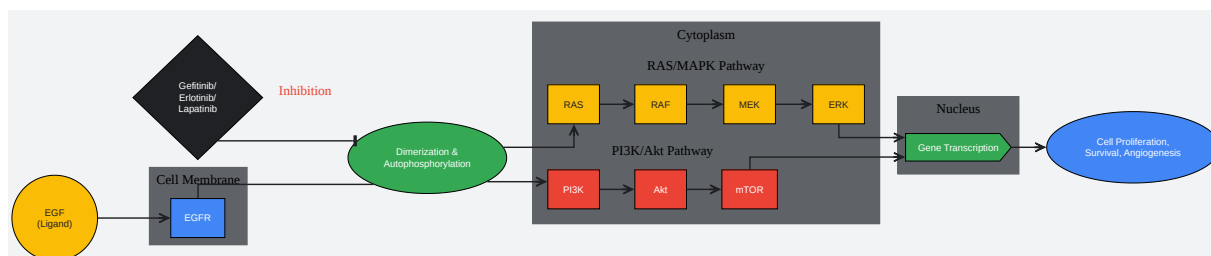 Gefitinib/
Erlotinib/
Lapatinib
Inhibition
EGF
(Ligand)
Cell Membrane
EGFR
Dimerization &
Autophosphorylation
Cytoplasm
RAS/MAPK Pathway
RAS
RAF
MEK
ERK
PI3K/Akt Pathway
PI3K
Akt
mTOR
Nucleus
Gene Transcription
Cell Proliferation,
Survival, Angiogenesis